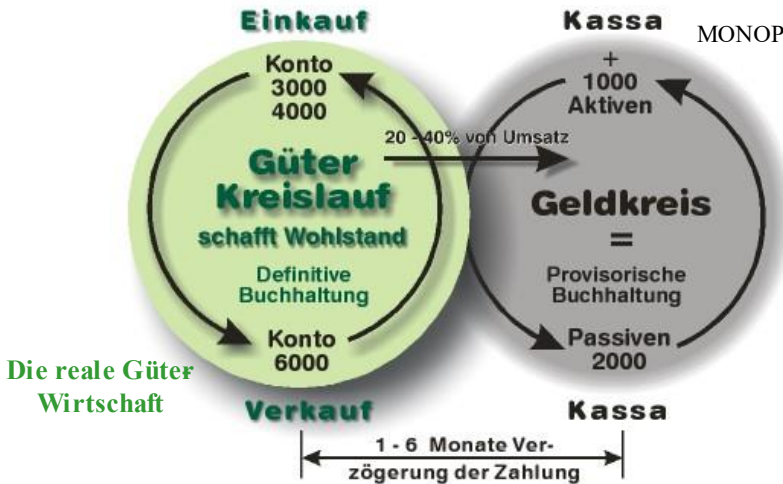 Einkauf
Kassa
MONOP
Konto
3000
4000
+
1000
Aktiven
20 - 40% von Umsatz
Güter
Kreislauf
schafft Wohlstand
Geldkreis
=
Definitive
Buchhaltung
Provisorische
Buchhaltung
Konto
6000
Passiven
2000
Die reale Güter-
Wirtschaft
Verkauf
Kassa
1 - 6 Monate Ver-
zögerung der Zahlung